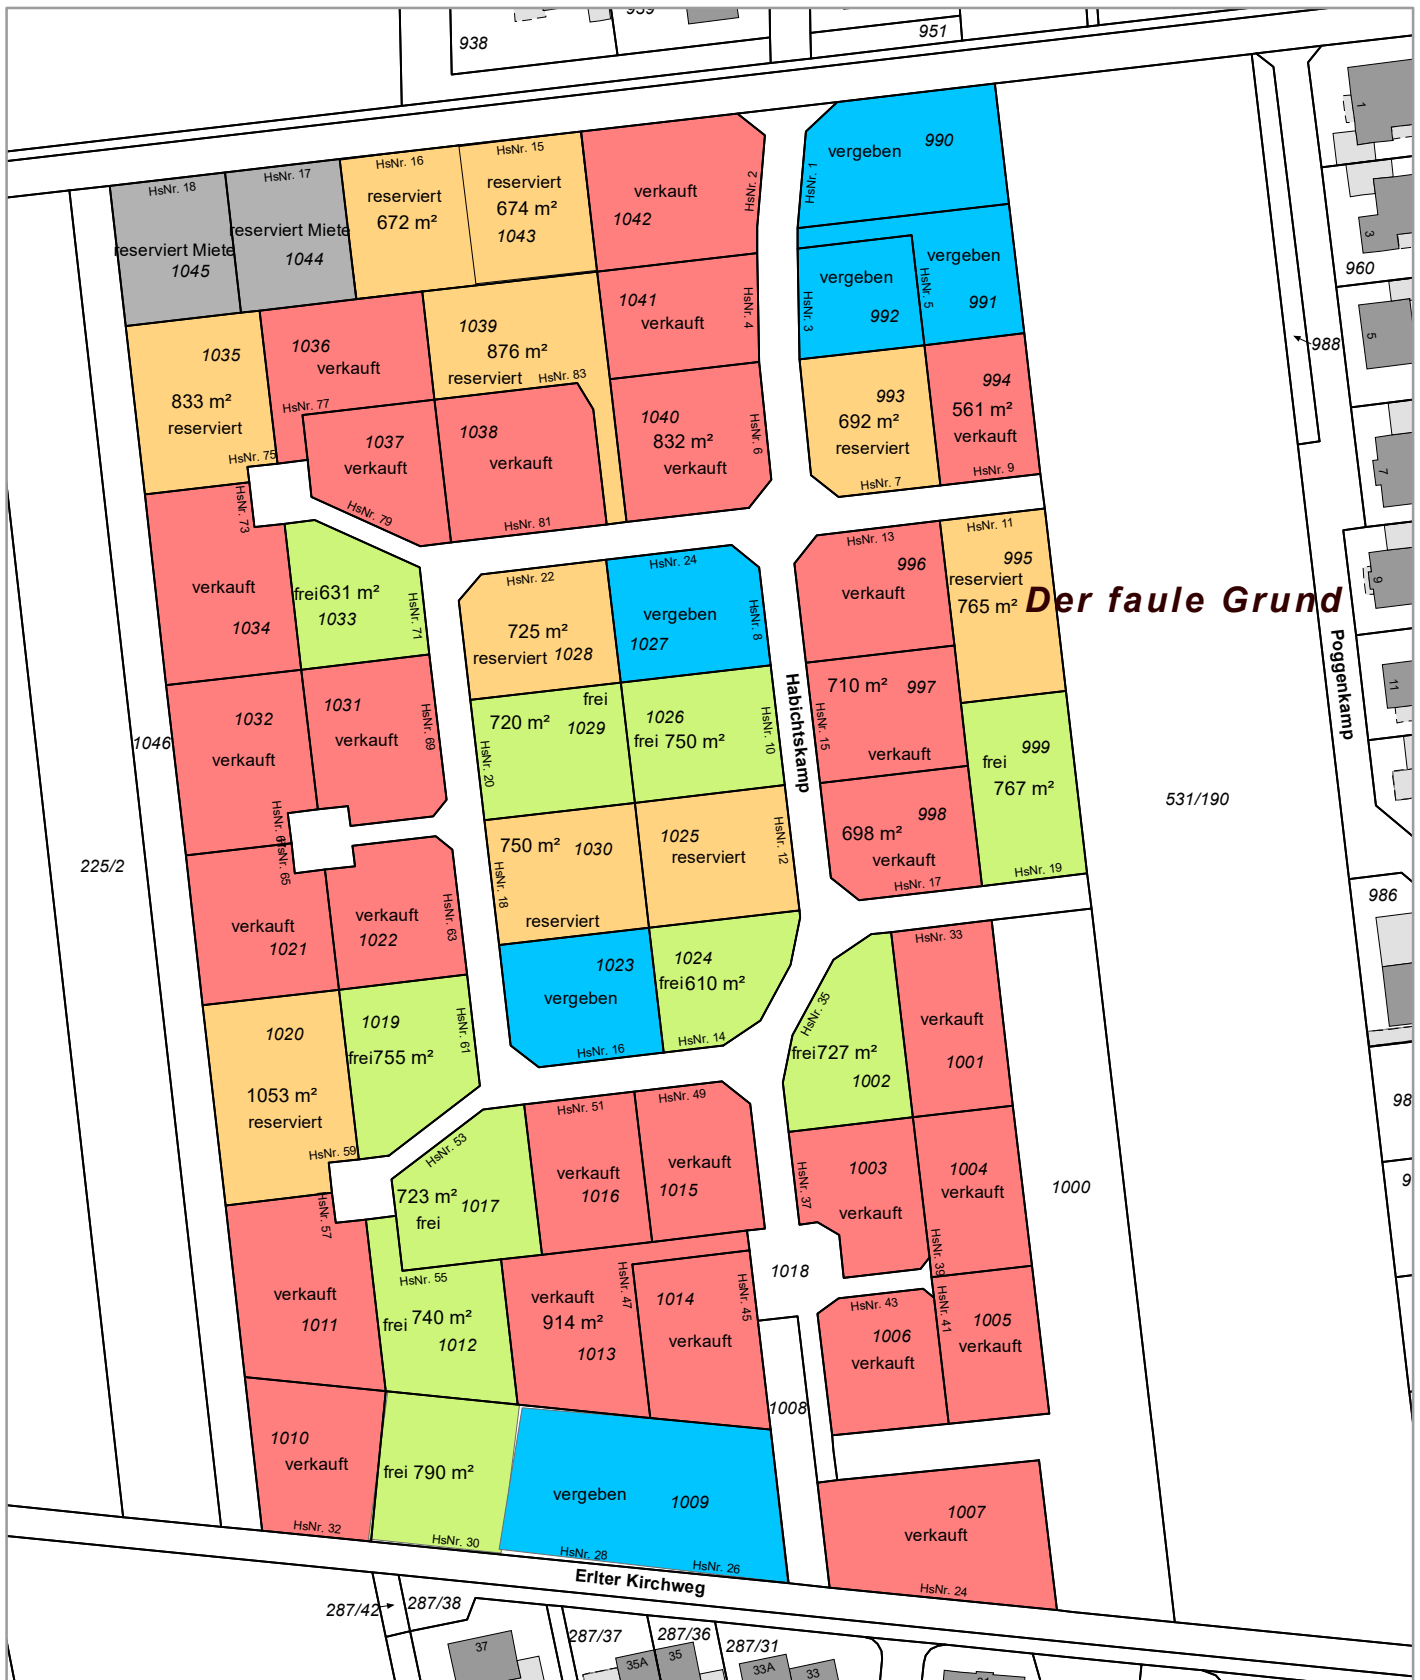 938
959
951
HsNr. 18
reserviert Miete
1045
HsNr. 17
reserviert Miete
1044
HsNr. 16
reserviert
672 m²
HsNr. 15
reserviert
674 m²
1043
verkauft
1042
HsNr. 2
vergeben 990
HsNr. 1
vergeben
991
HsNr. 5
vergeben
992
HsNr. 3
1
3
960
5
988
7
9
11
1035
833 m²
reserviert
HsNr. 75
1036
verkauft
HsNr. 77
1039
876 m²
reserviert
HsNr. 83
1041
verkauft
HsNr. 4
1037
verkauft
HsNr. 79
1038
verkauft
HsNr. 81
1040
832 m²
verkauft
HsNr. 6
993
692 m²
reserviert
HsNr. 7
994
561 m²
verkauft
HsNr. 9
HsNr. 73
verkauft
1034
frei 631 m²
1033
HsNr. 71
HsNr. 22
725 m²
reserviert 1028
HsNr. 24
vergeben
1027
HsNr. 8
HsNr. 13
996
verkauft
HsNr. 11
995
reserviert
765 m²
Der faule Grund
Poggenkamp
Habichtskamp
1032
verkauft
HsNr. 67
1031
verkauft
HsNr. 69
frei
720 m²
1029
HsNr. 20
1026
frei 750 m²
HsNr. 10
710 m² 997
verkauft
HsNr. 15
frei 999
767 m²
HsNr. 19
1046
225/2
531/190
HsNr. 65
verkauft
1021
verkauft
1022
HsNr. 63
750 m² 1030
reserviert
HsNr. 18
1025
reserviert
HsNr. 12
998
698 m²
verkauft
HsNr. 17
986
1020
1053 m²
reserviert
HsNr. 59
1019
frei 755 m²
HsNr. 61
1023
vergeben
HsNr. 16
1024
frei 610 m²
HsNr. 14
HsNr. 35
frei 727 m²
1002
HsNr. 33
verkauft
1001
98
9
HsNr. 57
verkauft
1011
HsNr. 53
723 m² 1017
frei
HsNr. 51
verkauft
1016
HsNr. 49
verkauft
1015
1003
verkauft
HsNr. 37
1004
verkauft
HsNr. 39
1000
HsNr. 55
frei 740 m²
1012
verkauft
914 m²
1013
HsNr. 47
1014
verkauft
HsNr. 45
1018
HsNr. 43
1006
verkauft
HsNr. 41
1005
verkauft
1008
1010
verkauft
HsNr. 32
frei 790 m²
HsNr. 30
vergeben 1009
HsNr. 28
HsNr. 26
1007
verkauft
HsNr. 24
Erlter Kirchweg
287/42
287/38
287/37
287/36
287/31
37
35A
35
33A
33